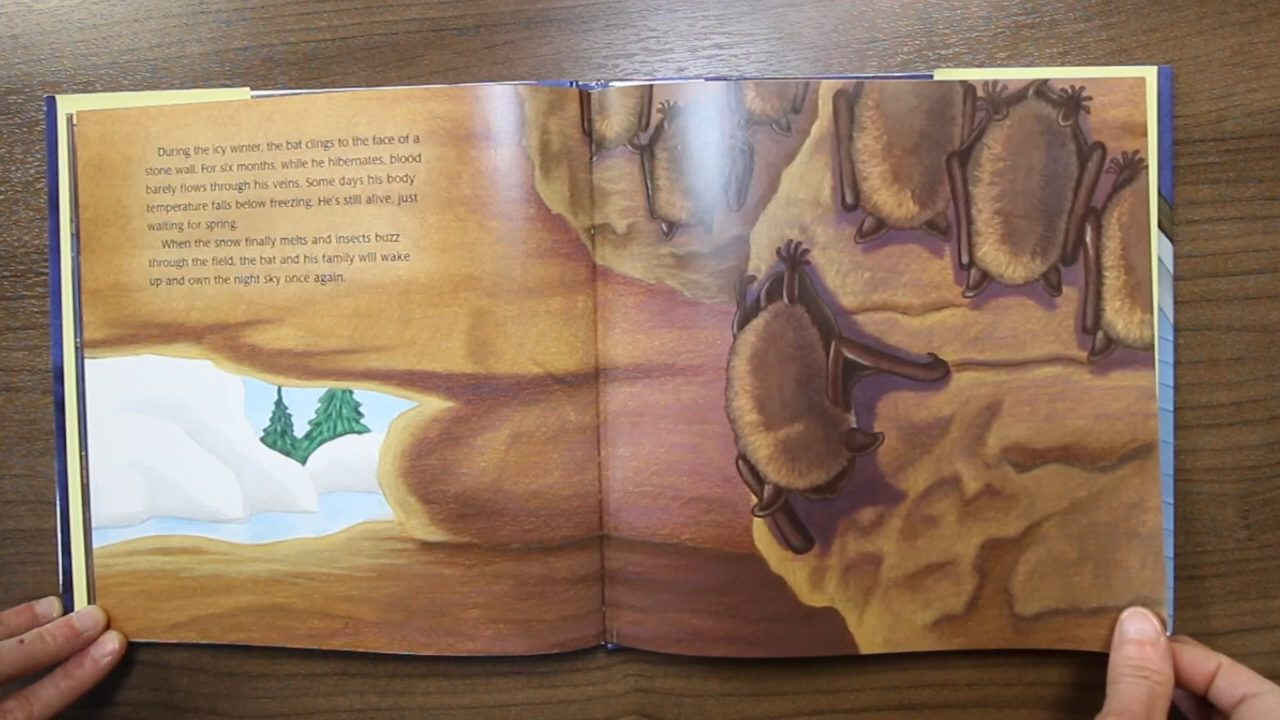 During the icy winter, the bat clings to the face of a
stone wall. For six months, while he hibernates, blood
barely flows through his veins. Some days his body
temperature falls below freezing. He's still alive, just
waiting for spring.
When the snow finally melts and insects buzz
through the field, the bat and his family will wake
up and own the night sky once again.